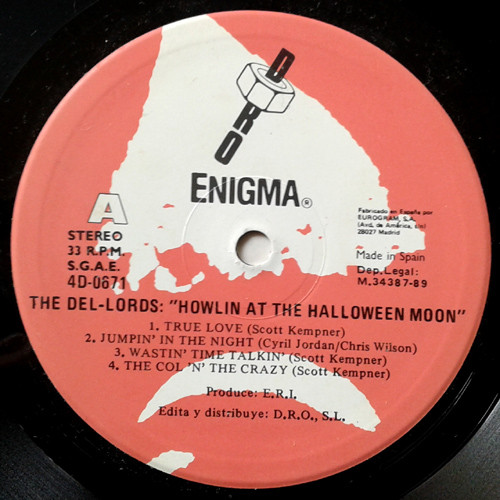 DRO
ENIGMA®
A
STEREO
33 R.P.M.
S.G.A.E.
4D-0671
Fabricado en España por
EUROGRAM, S.A.
(Avd. de América, s/n)
28027 Madrid
Made in Spain
Dep. Legal:
M.34387-89
THE DEL-LORDS: "HOWLIN AT THE HALLOWEEN MOON"
1. TRUE LOVE (Scott Kempner)
2. JUMPIN' IN THE NIGHT (Cyril Jordan/Chris Wilson)
3. WASTIN' TIME TALKIN' (Scott Kempner)
4. THE COL 'N' THE CRAZY (Scott Kempner)
Produce: E.R.I.
Edita y distribuye: D.R.O., S.L.